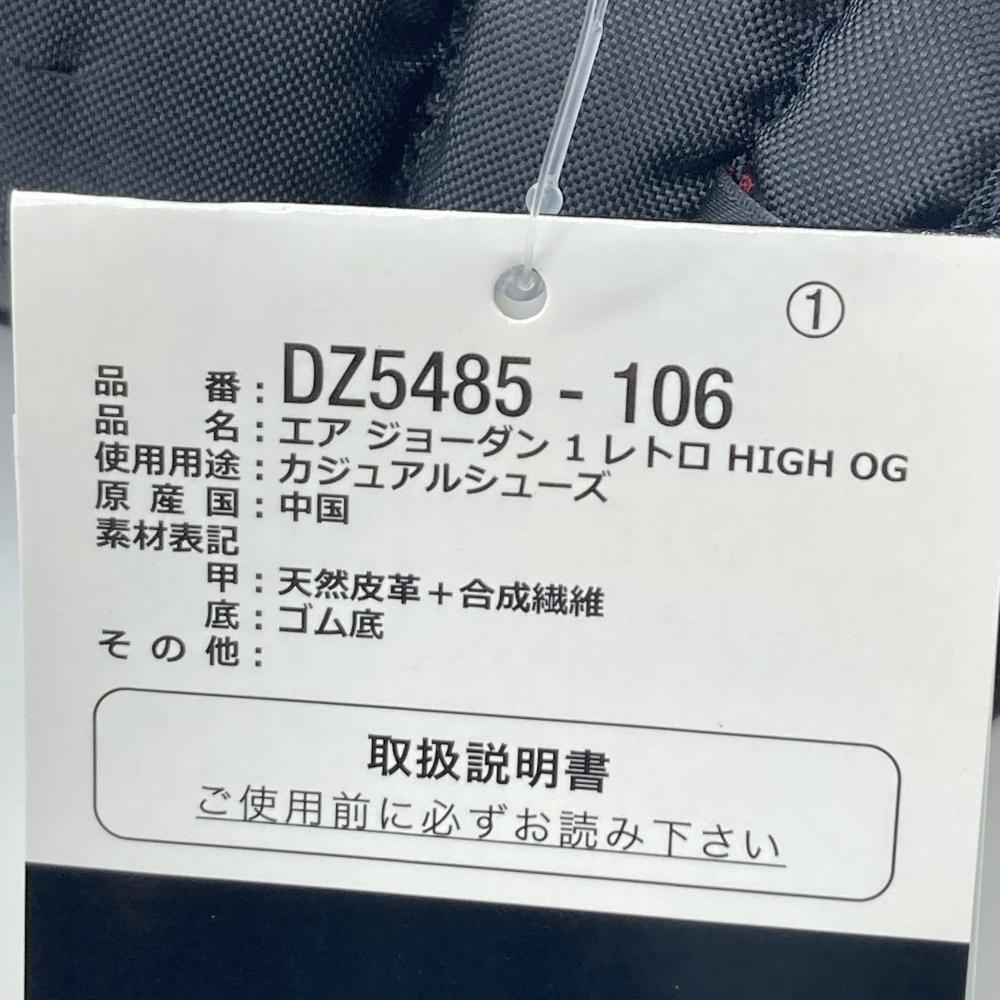 ①
品番：DZ5485 - 106
品名：エア ジョーダン 1 レトロ HIGH OG
使用用途：カジュアルシューズ
原産国：中国
素材表記
甲：天然皮革＋合成繊維
底：ゴム底
その他：
取扱説明書
ご使用前に必ずお読み下さい